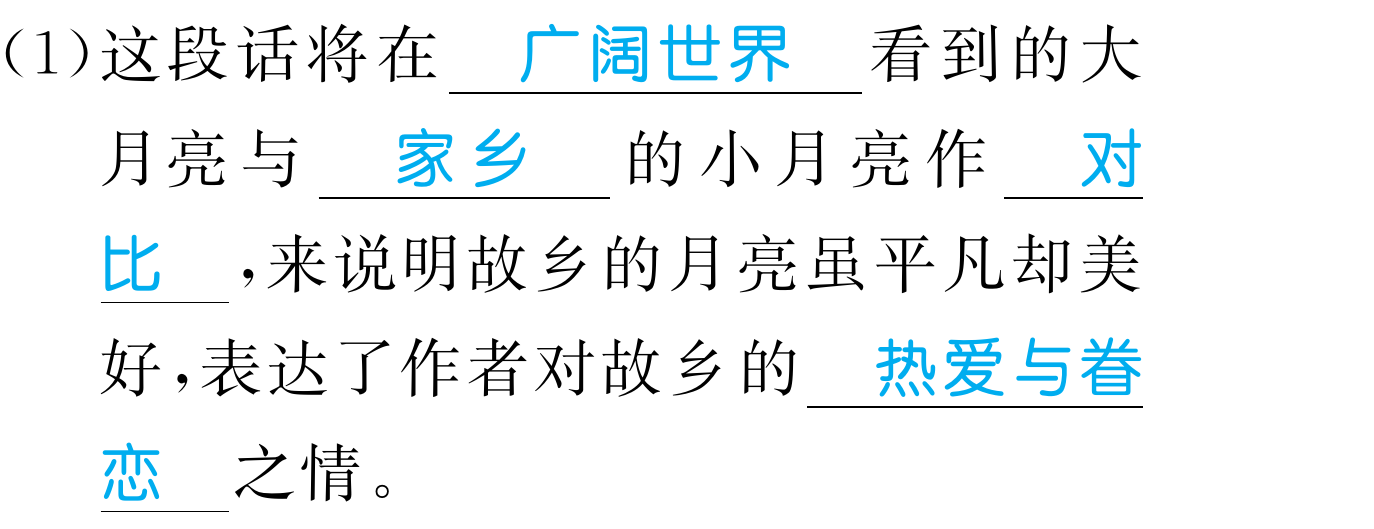 (1)这段话将在 广阔世界 看到的大
月亮与 家乡 的小月亮作 对
比 ,来说明故乡的月亮虽平凡却美
好,表达了作者对故乡的 热爱与眷
恋 之情。